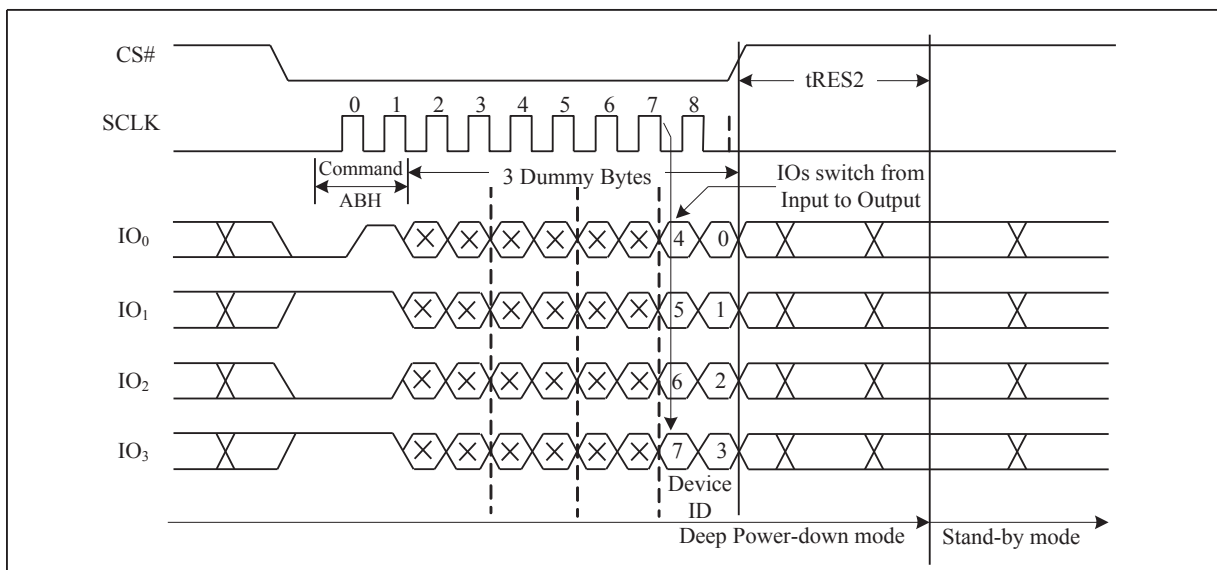 CS#
tRES2
0 1 2 3 4 5 6 7 8
SCLK
Command
ABH
3 Dummy Bytes
IOs switch from
Input to Output
IO₀ 4 0
IO₁ 5 1
IO₂ 6 2
IO₃ 7 3
Device
ID
Deep Power-down mode Stand-by mode